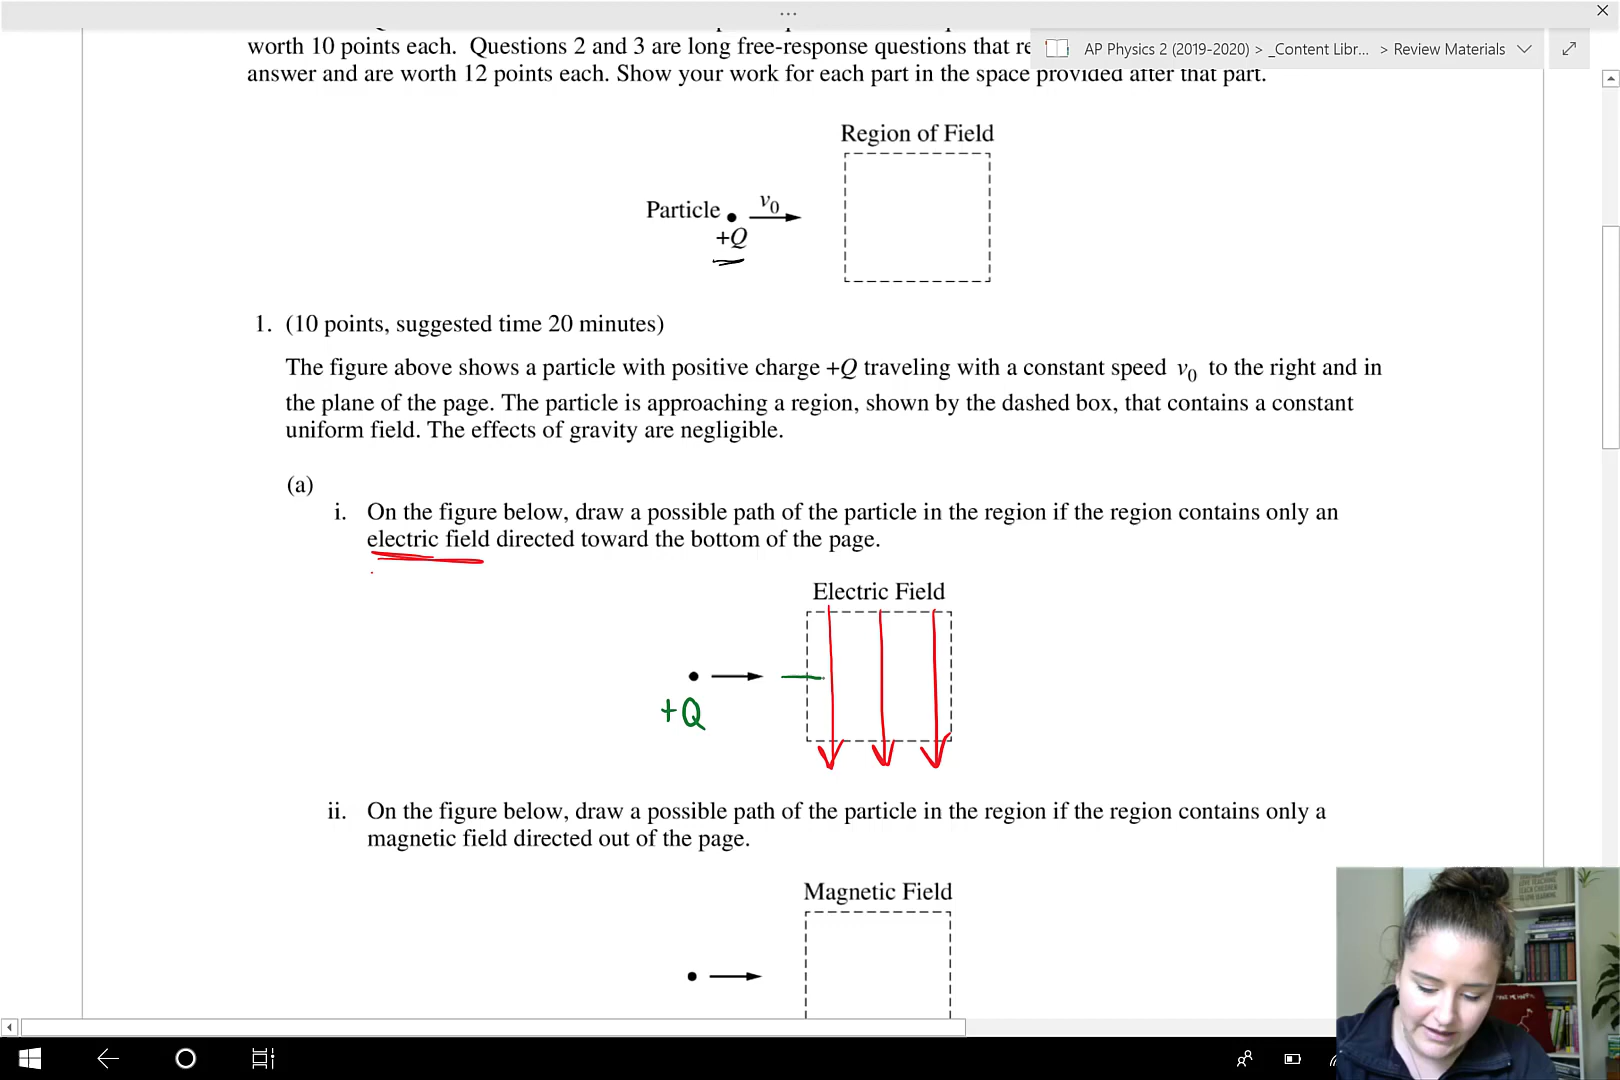 ...
worth 10 points each. Questions 2 and 3 are long free-response questions that re
AP Physics 2 (2019-2020) > _Content Libr... > Review Materials
answer and are worth 12 points each. Show your work for each part in the space provided after that part.
Region of Field
Particle v0
+Q
1. (10 points, suggested time 20 minutes)
The figure above shows a particle with positive charge +Q traveling with a constant speed v0 to the right and in
the plane of the page. The particle is approaching a region, shown by the dashed box, that contains a constant
uniform field. The effects of gravity are negligible.
(a)
i. On the figure below, draw a possible path of the particle in the region if the region contains only an
electric field directed toward the bottom of the page.
Electric Field
+Q
ii. On the figure below, draw a possible path of the particle in the region if the region contains only a
magnetic field directed out of the page.
Magnetic Field